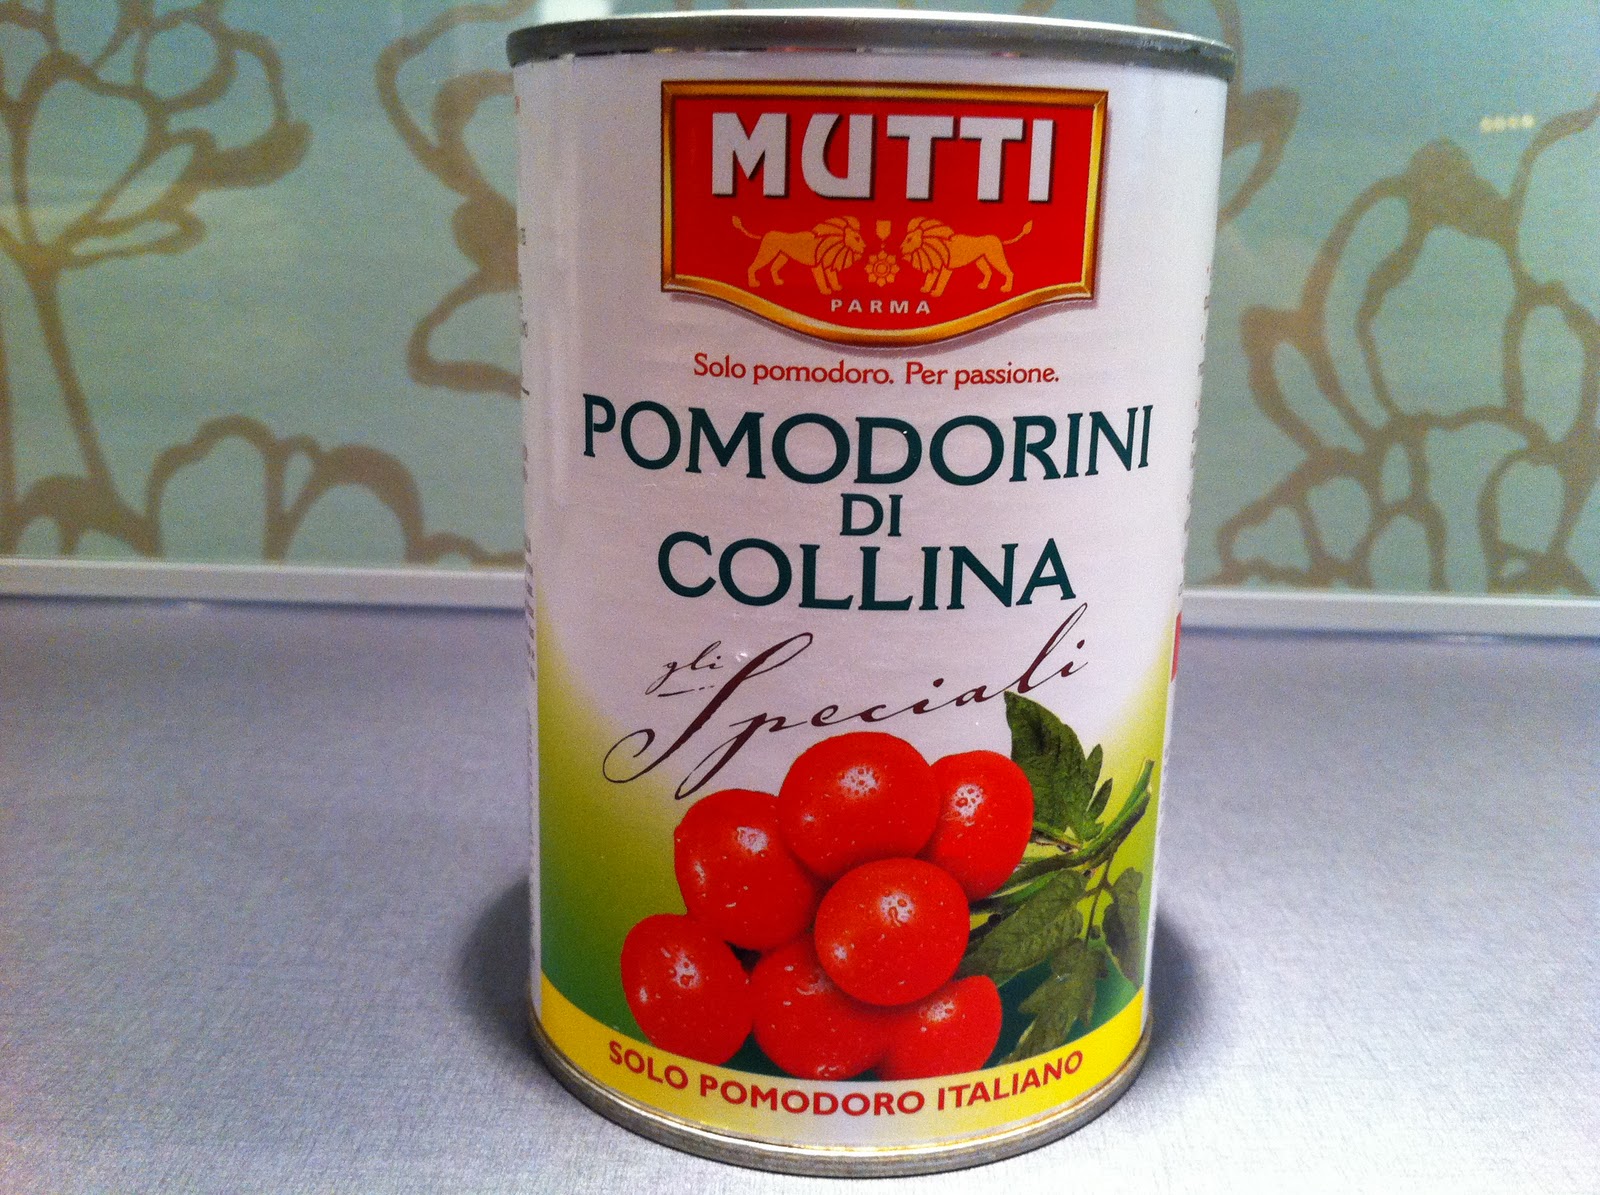 MUTTI
PARMA
Solo pomodoro. Per passione.
POMODORINI
DI
COLLINA
gli
Speciali
SOLO POMODORO ITALIANO